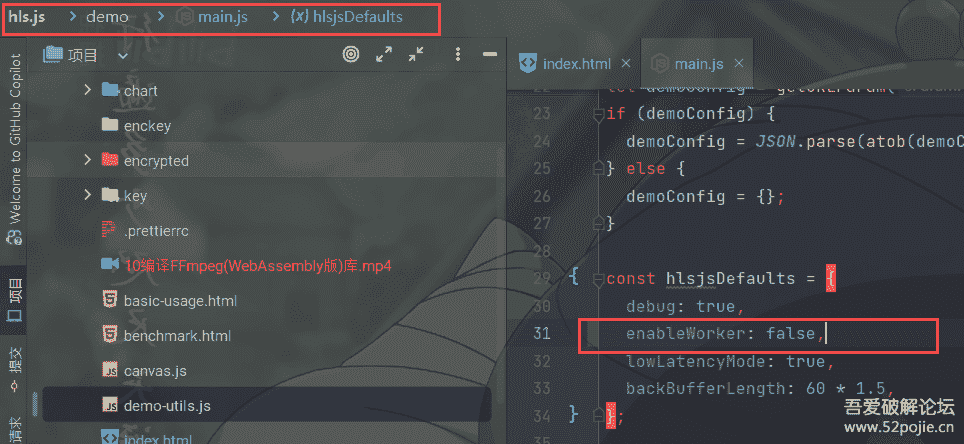 hls.js > demo > main.js > (x) hlsjsDefaults
Welcome to GitHub Copilot
项目
提交
请求
项目
chart
enckey
encrypted
key
.prettierrc
10编译FFmpeg(WebAssembly版)库.mp4
basic-usage.html
benchmark.html
canvas.js
demo-utils.js
index.html
index.html ×
main.js ×
23 if (demoConfig) {
24 demoConfig = JSON.parse(atob(demoC
25 } else {
26 demoConfig = {};
27 }
28
29 const hlsjsDefaults = {
30 debug: true,
31 enableWorker: false,
32 lowLatencyMode: true,
33 backBufferLength: 60 * 1.5,
34 };
吾爱破解论坛
www.52pojie.cn